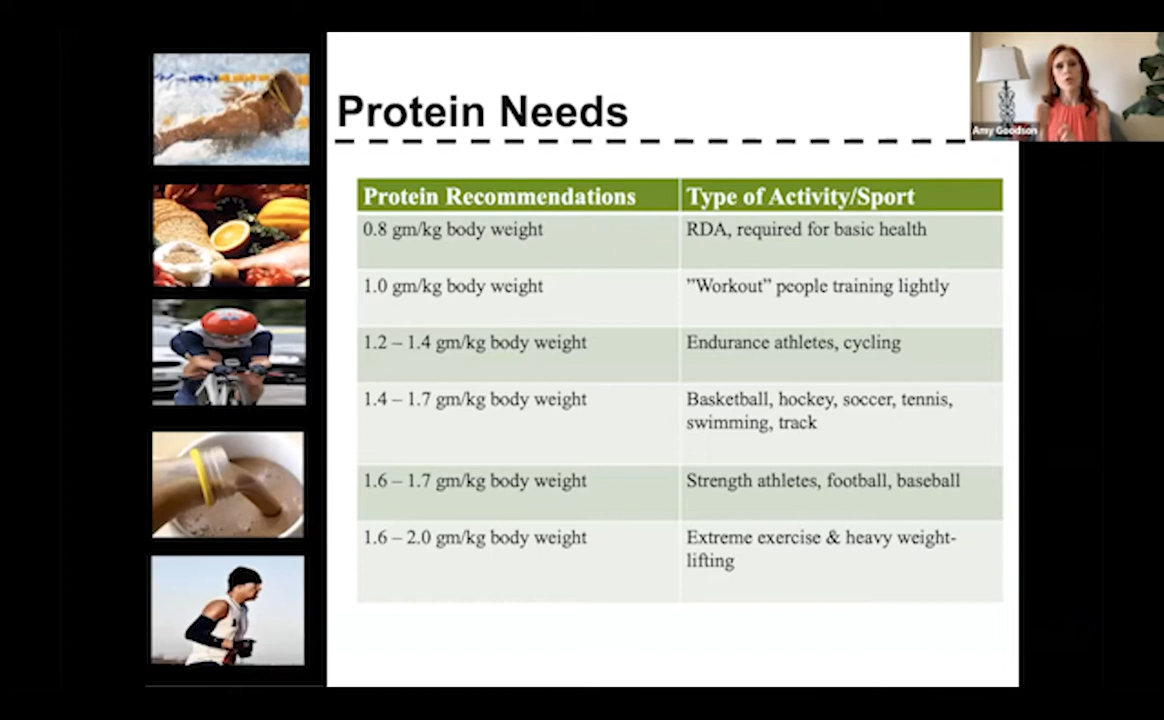 Protein Needs
Amy Goodson
Protein Recommendations
Type of Activity/Sport
0.8 gm/kg body weight
RDA, required for basic health
1.0 gm/kg body weight
”Workout” people training lightly
1.2 – 1.4 gm/kg body weight
Endurance athletes, cycling
1.4 – 1.7 gm/kg body weight
Basketball, hockey, soccer, tennis,
swimming, track
1.6 – 1.7 gm/kg body weight
Strength athletes, football, baseball
1.6 – 2.0 gm/kg body weight
Extreme exercise & heavy weight-
lifting